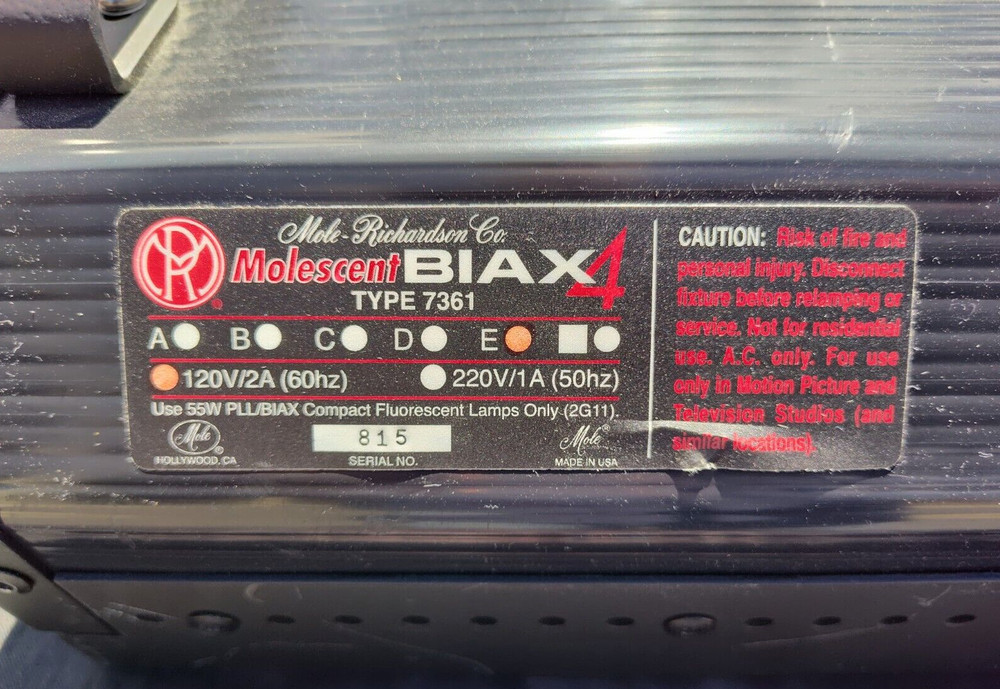 Mole-Richardson Co.
Molescent BIAX 4
TYPE 7361
A B C D E
120V/2A (60hz) 220V/1A (50hz)
Use 55W PLL/BIAX Compact Fluorescent Lamps Only (2G11).
Mole®
HOLLYWOOD, CA
815
SERIAL NO.
Mole®
MADE IN USA
CAUTION: Risk of fire and
personal injury. Disconnect
fixture before relamping or
service. Not for residential
use. A.C. only. For use
only in Motion Picture and
Television Studios (and
similar locations).